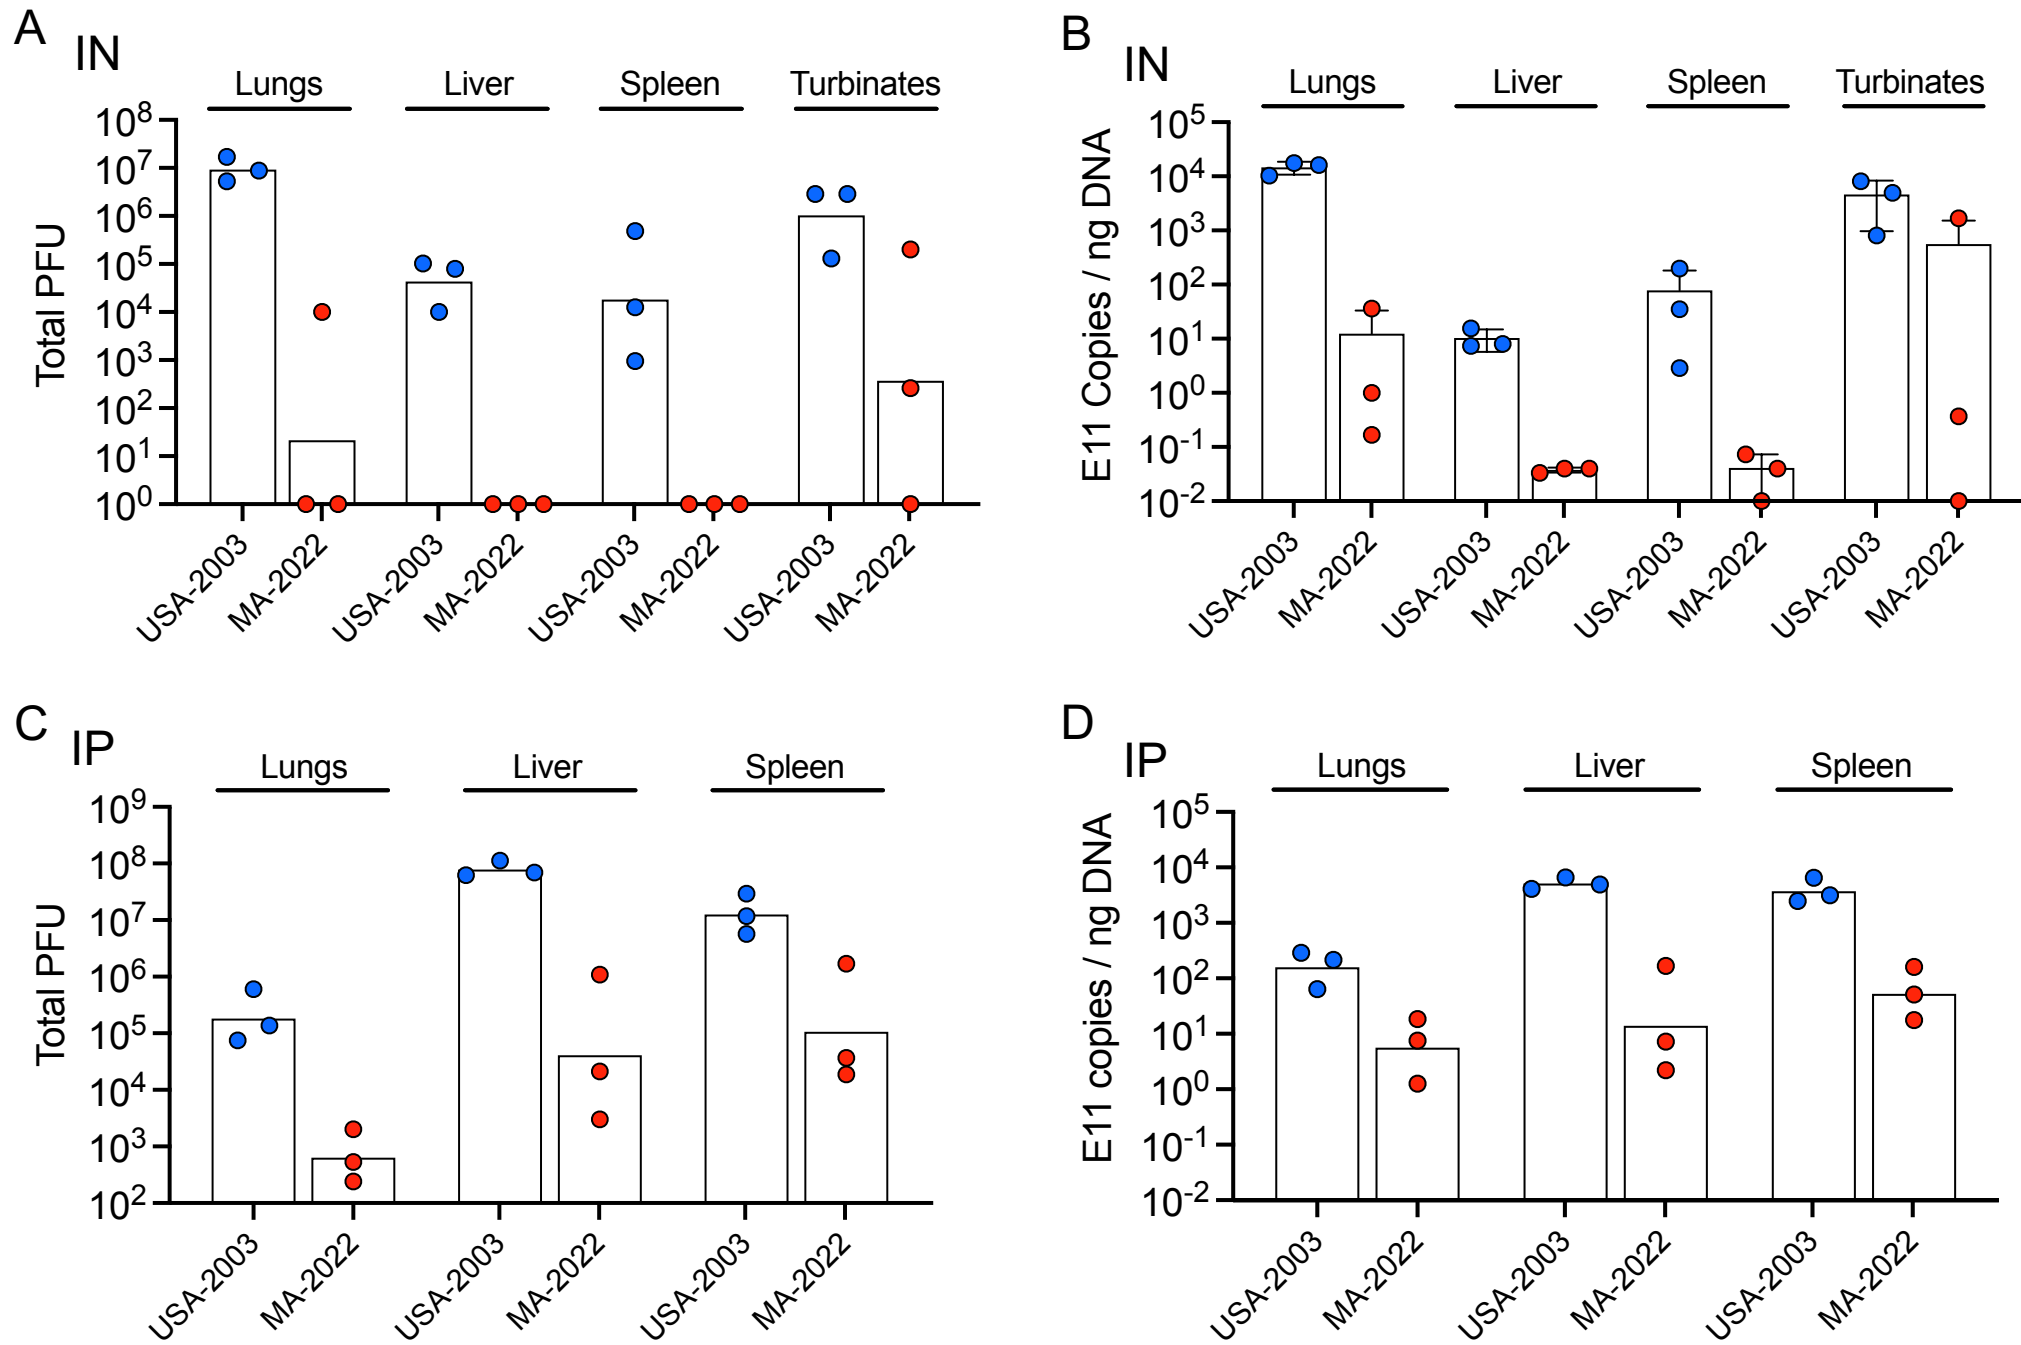 A
IN
Lungs Liver Spleen Turbinates
Total PFU
10^8
10^7
10^6
10^5
10^4
10^3
10^2
10^1
10^0
USA-2003 MA-2022 USA-2003 MA-2022 USA-2003 MA-2022 USA-2003 MA-2022
B
IN
Lungs Liver Spleen Turbinates
E11 Copies / ng DNA
10^5
10^4
10^3
10^2
10^1
10^0
10^-1
10^-2
USA-2003 MA-2022 USA-2003 MA-2022 USA-2003 MA-2022 USA-2003 MA-2022
C
IP
Lungs Liver Spleen
Total PFU
10^9
10^8
10^7
10^6
10^5
10^4
10^3
10^2
USA-2003 MA-2022 USA-2003 MA-2022 USA-2003 MA-2022
D
IP
Lungs Liver Spleen
E11 copies / ng DNA
10^5
10^4
10^3
10^2
10^1
10^0
10^-1
10^-2
USA-2003 MA-2022 USA-2003 MA-2022 USA-2003 MA-2022